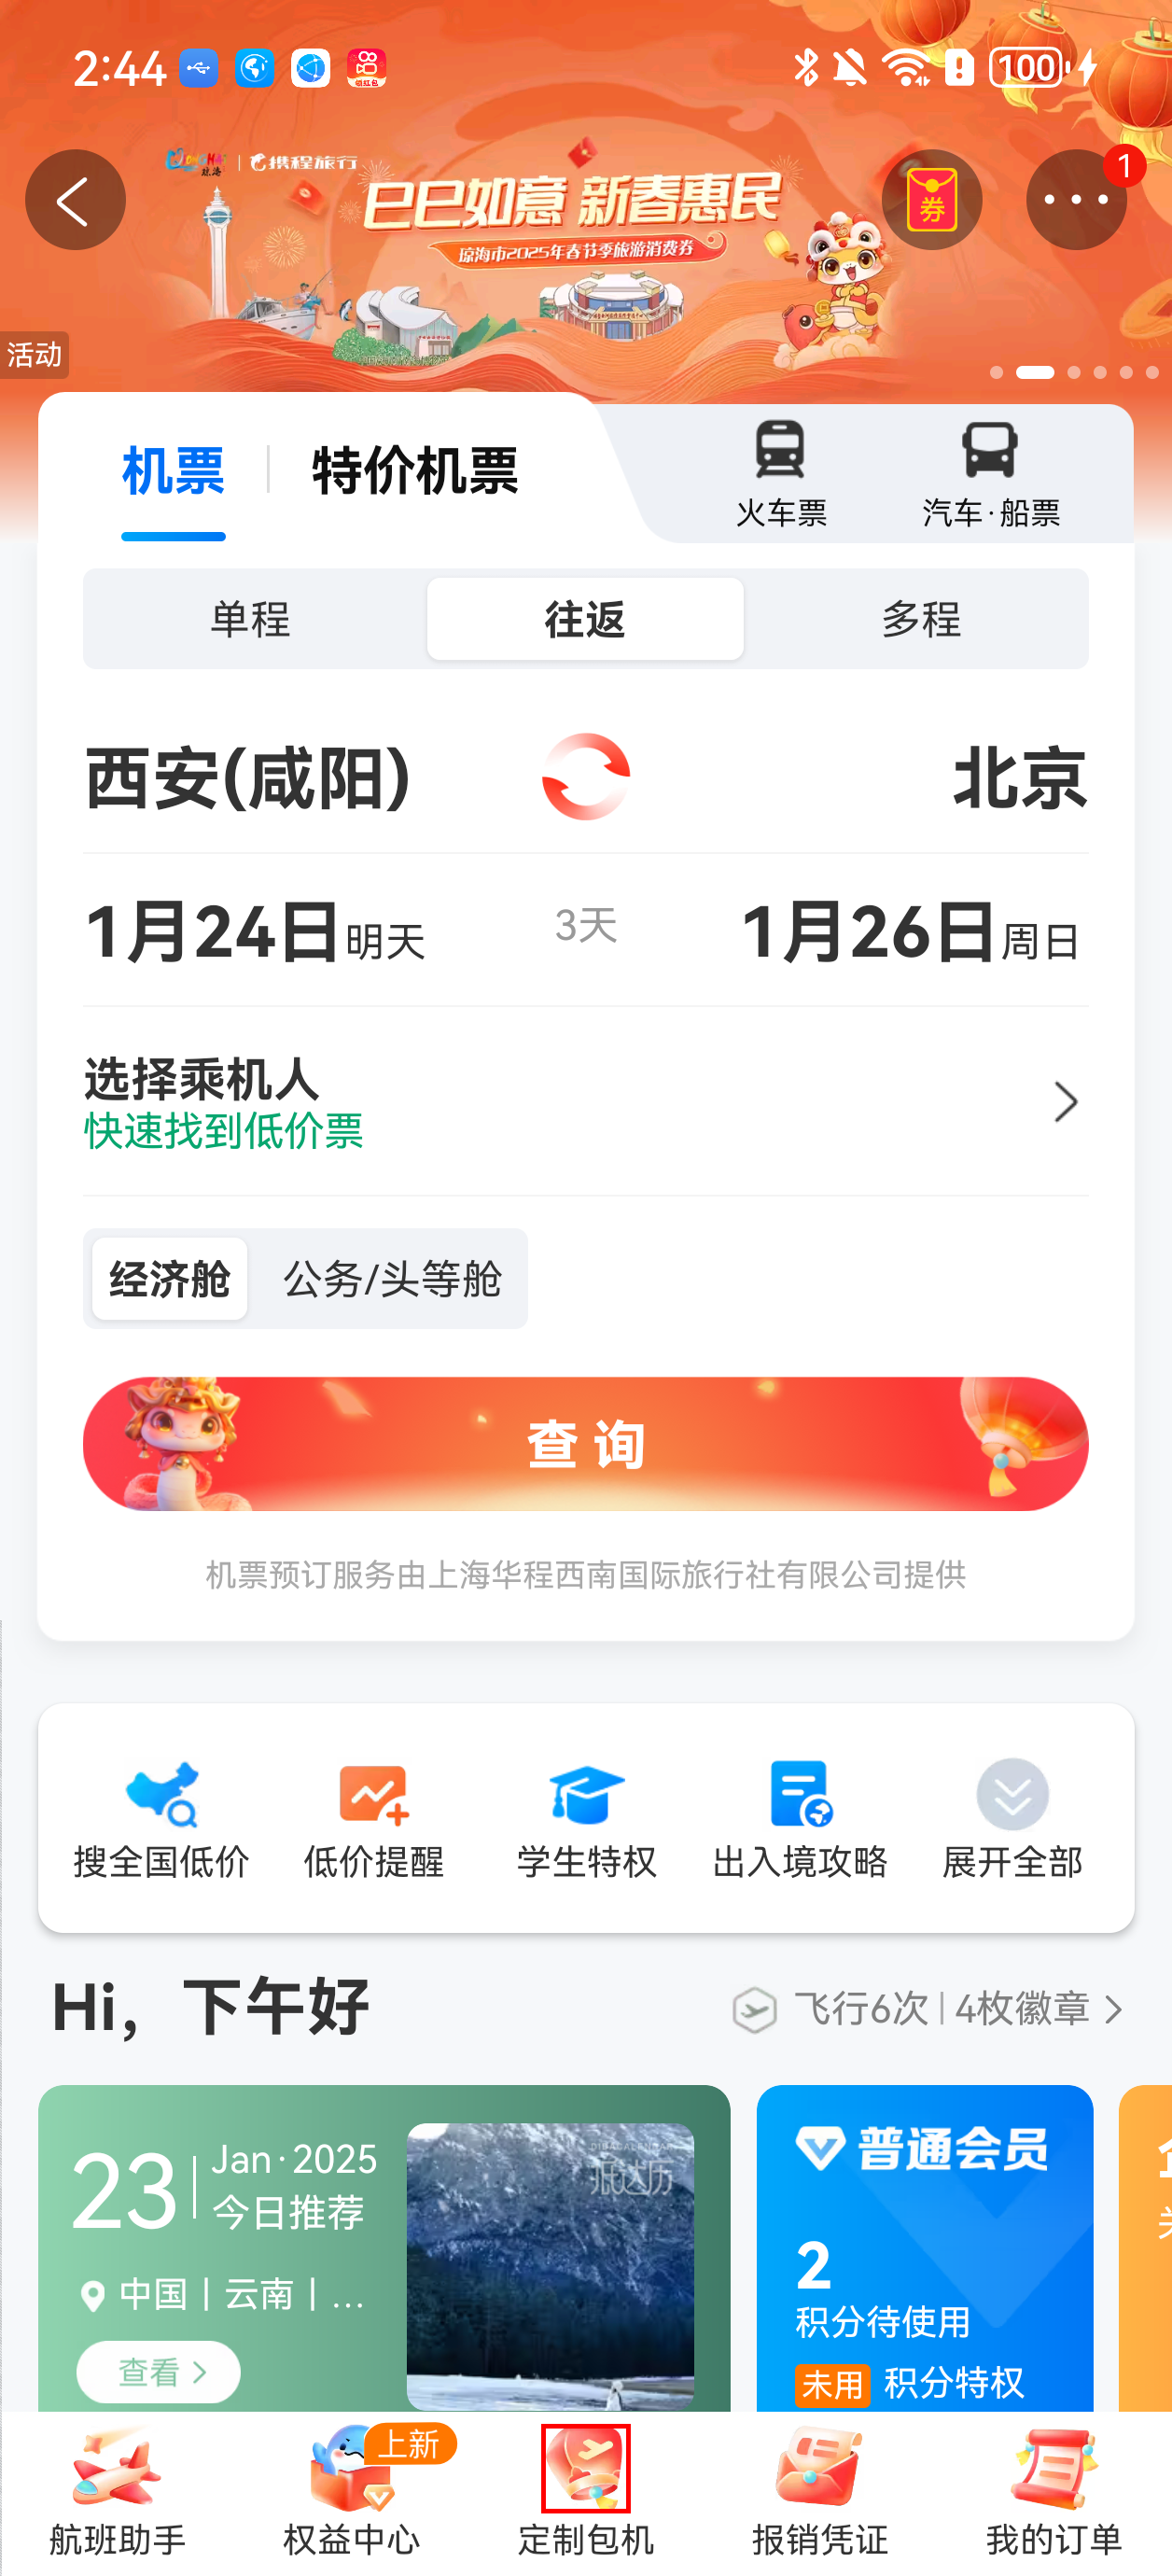 2:44
领红包
100
携程旅行
巳巳如意 新春惠民
琼海市2025年春节季旅游消费券
券
1
活动
机票
特价机票
火车票
汽车·船票
单程
往返
多程
西安(咸阳)
北京
1月24日明天
3天
1月26日周日
选择乘机人
快速找到低价票
经济舱
公务/头等舱
查询
机票预订服务由上海华程西南国际旅行社有限公司提供
搜全国低价
低价提醒
学生特权
出入境攻略
展开全部
Hi，下午好
飞行6次|4枚徽章
23
Jan·2025
今日推荐
中国丨云南丨...
查看
普通会员
2
积分待使用
未用 积分特权
航班助手
上新
权益中心
定制包机
报销凭证
我的订单